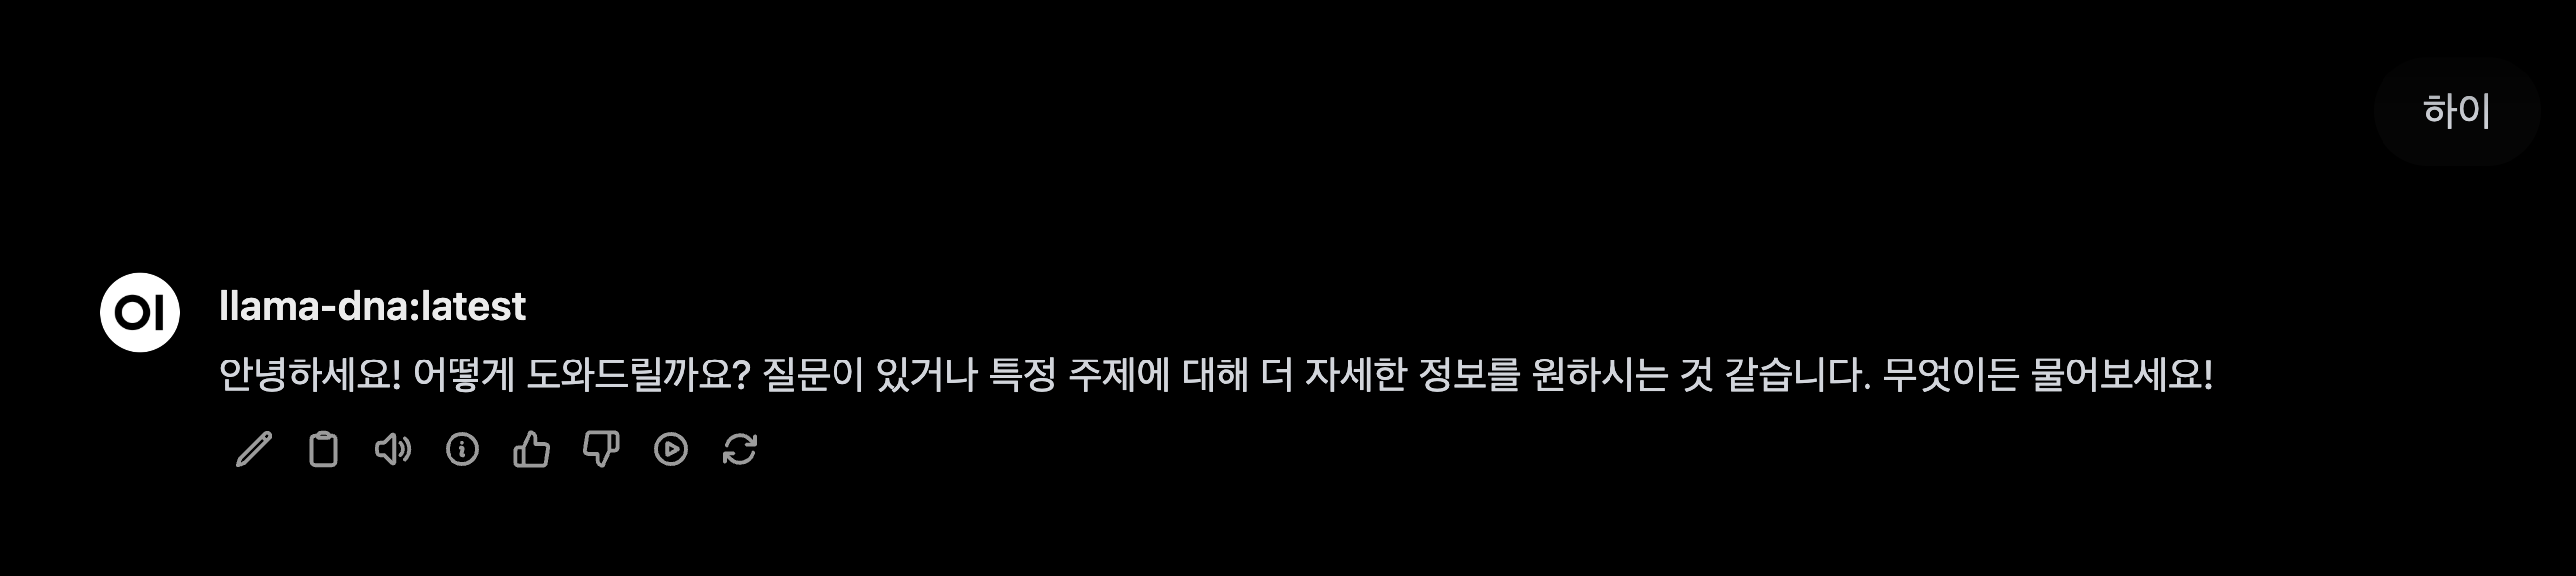 하이
OI
llama-dna:latest
안녕하세요! 어떻게 도와드릴까요? 질문이 있거나 특정 주제에 대해 더 자세한 정보를 원하시는 것 같습니다. 무엇이든 물어보세요!